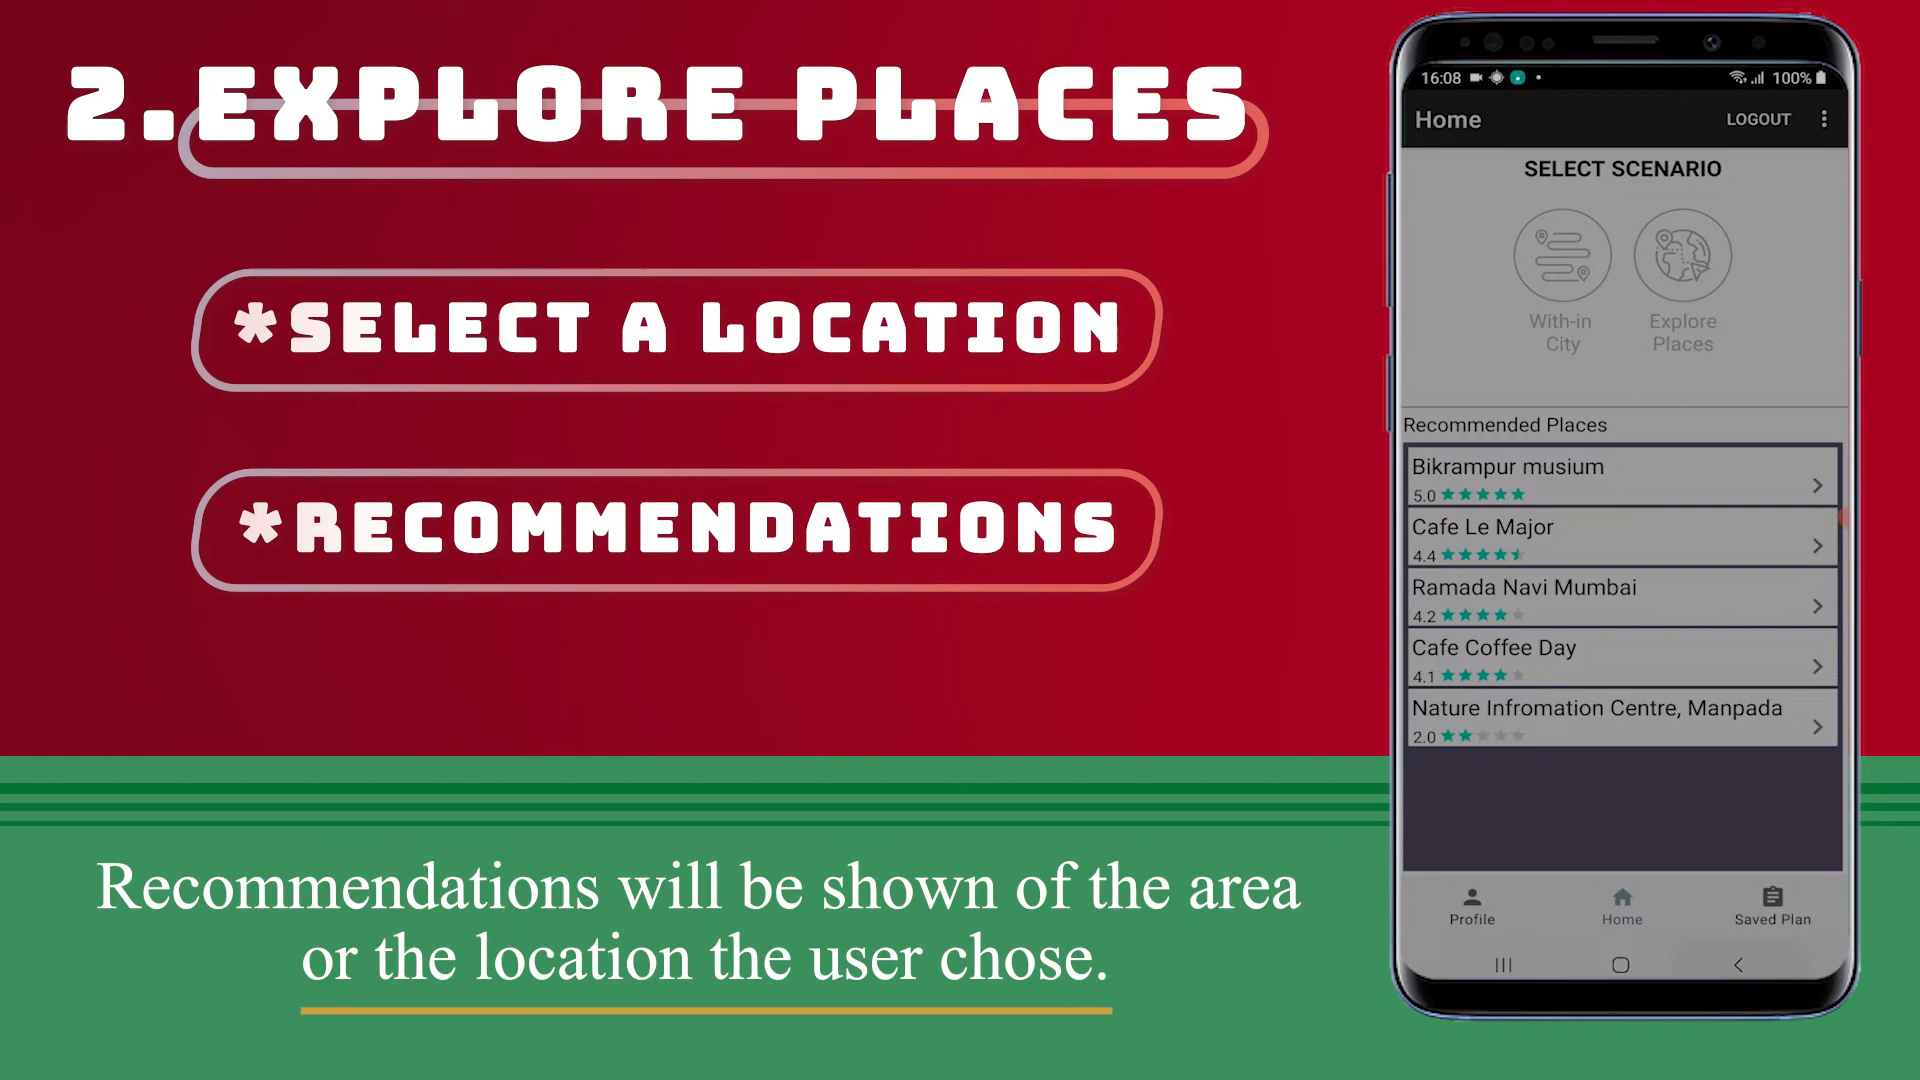 2.EXPLORE PLACES
*SELECT A LOCATION
*RECOMMENDATIONS
Recommendations will be shown of the area
or the location the user chose.
16:08
100%
Home
LOGOUT
SELECT SCENARIO
With-in
City
Explore
Places
Recommended Places
Bikrampur musium
5.0
Cafe Le Major
4.4
Ramada Navi Mumbai
4.2
Cafe Coffee Day
4.1
Nature Infromation Centre, Manpada
2.0
Profile
Home
Saved Plan